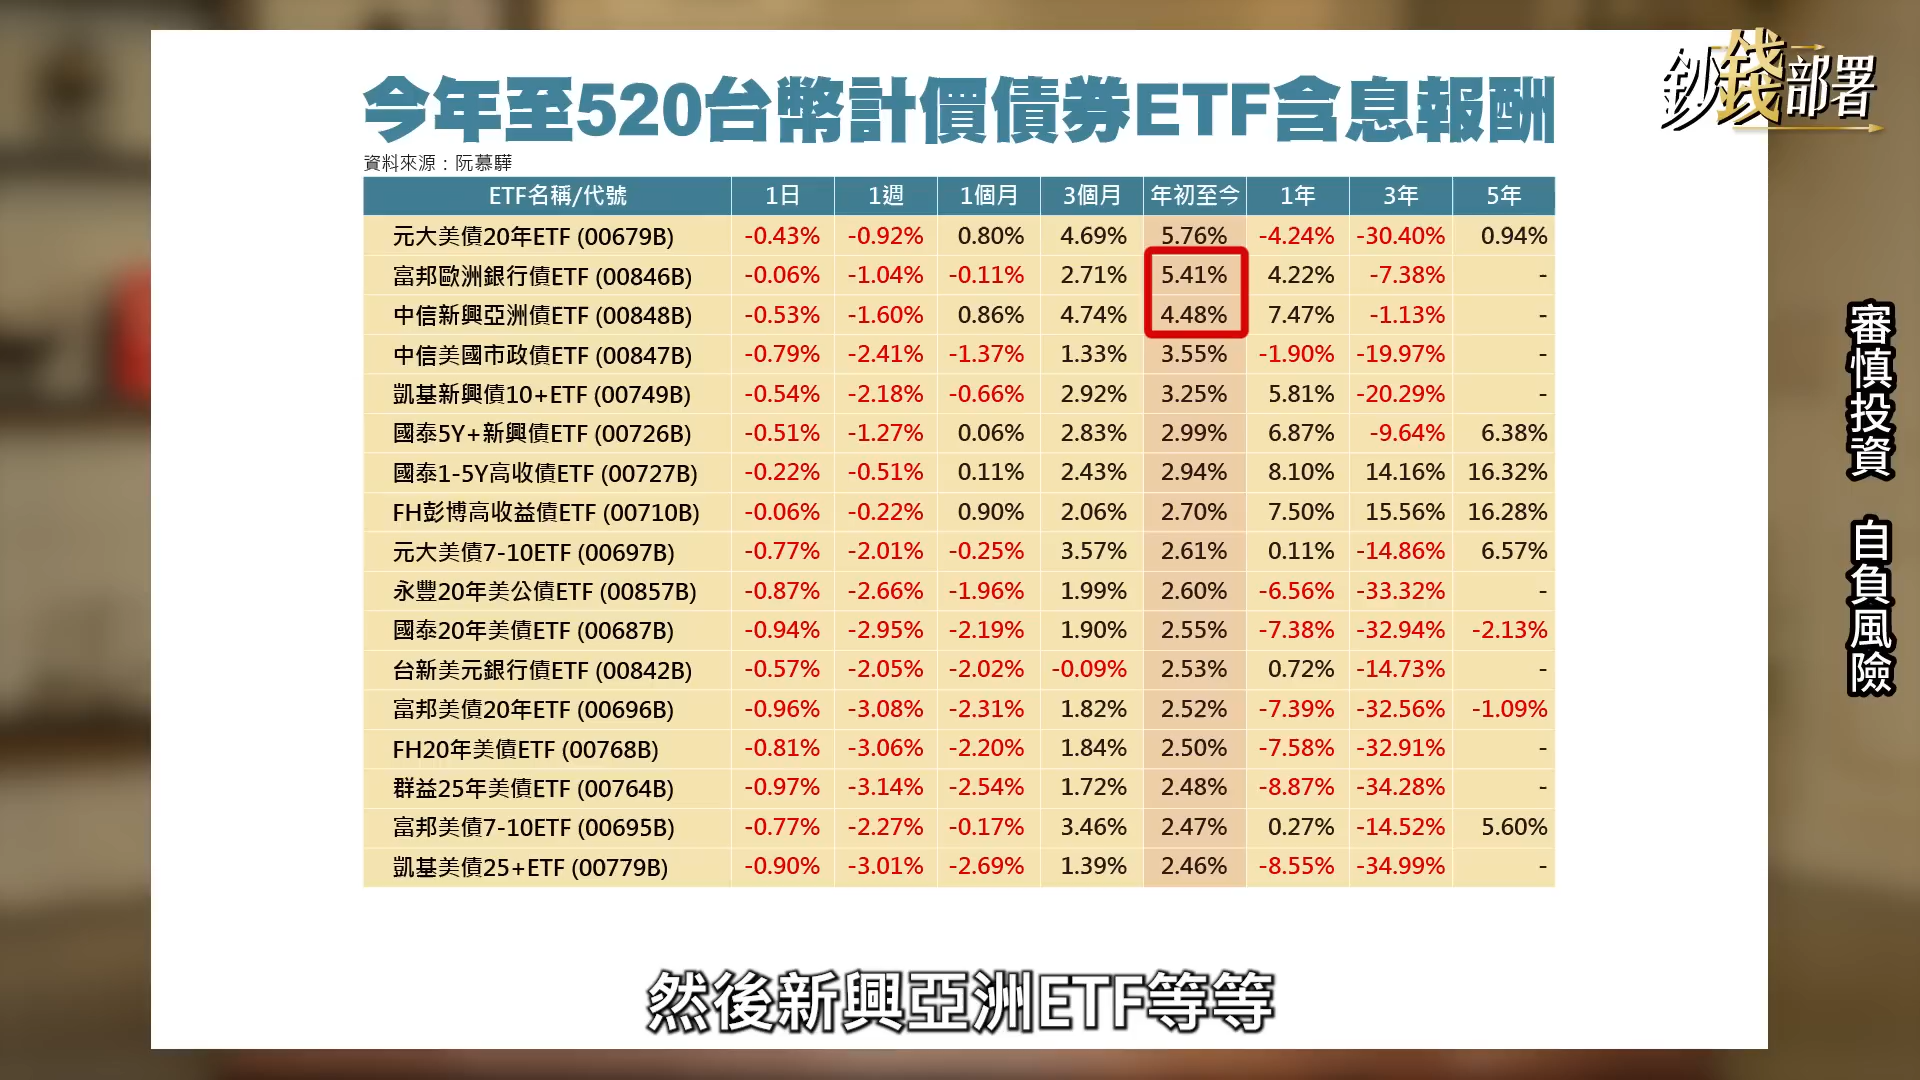 今年至520台幣計價債券ETF含息報酬
鈔錢部署
資料來源：阮慕驊
ETF名稱/代號 1日 1週 1個月 3個月 年初至今 1年 3年 5年
元大美債20年ETF (00679B) -0.43% -0.92% 0.80% 4.69% 5.76% -4.24% -30.40% 0.94%
富邦歐洲銀行債ETF (00846B) -0.06% -1.04% -0.11% 2.71% 5.41% 4.22% -7.38% -
中信新興亞洲債ETF (00848B) -0.53% -1.60% 0.86% 4.74% 4.48% 7.47% -1.13% -
中信美國市政債ETF (00847B) -0.79% -2.41% -1.37% 1.33% 3.55% -1.90% -19.97% -
凱基新興債10+ETF (00749B) -0.54% -2.18% -0.66% 2.92% 3.25% 5.81% -20.29% -
國泰5Y+新興債ETF (00726B) -0.51% -1.27% 0.06% 2.83% 2.99% 6.87% -9.64% 6.38%
國泰1-5Y高收債ETF (00727B) -0.22% -0.51% 0.11% 2.43% 2.94% 8.10% 14.16% 16.32%
FH彭博高收益債ETF (00710B) -0.06% -0.22% 0.90% 2.06% 2.70% 7.50% 15.56% 16.28%
元大美債7-10ETF (00697B) -0.77% -2.01% -0.25% 3.57% 2.61% 0.11% -14.86% 6.57%
永豐20年美公債ETF (00857B) -0.87% -2.66% -1.96% 1.99% 2.60% -6.56% -33.32% -
國泰20年美債ETF (00687B) -0.94% -2.95% -2.19% 1.90% 2.55% -7.38% -32.94% -2.13%
台新美元銀行債ETF (00842B) -0.57% -2.05% -2.02% -0.09% 2.53% 0.72% -14.73% -
富邦美債20年ETF (00696B) -0.96% -3.08% -2.31% 1.82% 2.52% -7.39% -32.56% -1.09%
FH20年美債ETF (00768B) -0.81% -3.06% -2.20% 1.84% 2.50% -7.58% -32.91% -
群益25年美債ETF (00764B) -0.97% -3.14% -2.54% 1.72% 2.48% -8.87% -34.28% -
富邦美債7-10ETF (00695B) -0.77% -2.27% -0.17% 3.46% 2.47% 0.27% -14.52% 5.60%
凱基美債25+ETF (00779B) -0.90% -3.01% -2.69% 1.39% 2.46% -8.55% -34.99% -
審慎投資 自負風險
然後新興亞洲ETF等等